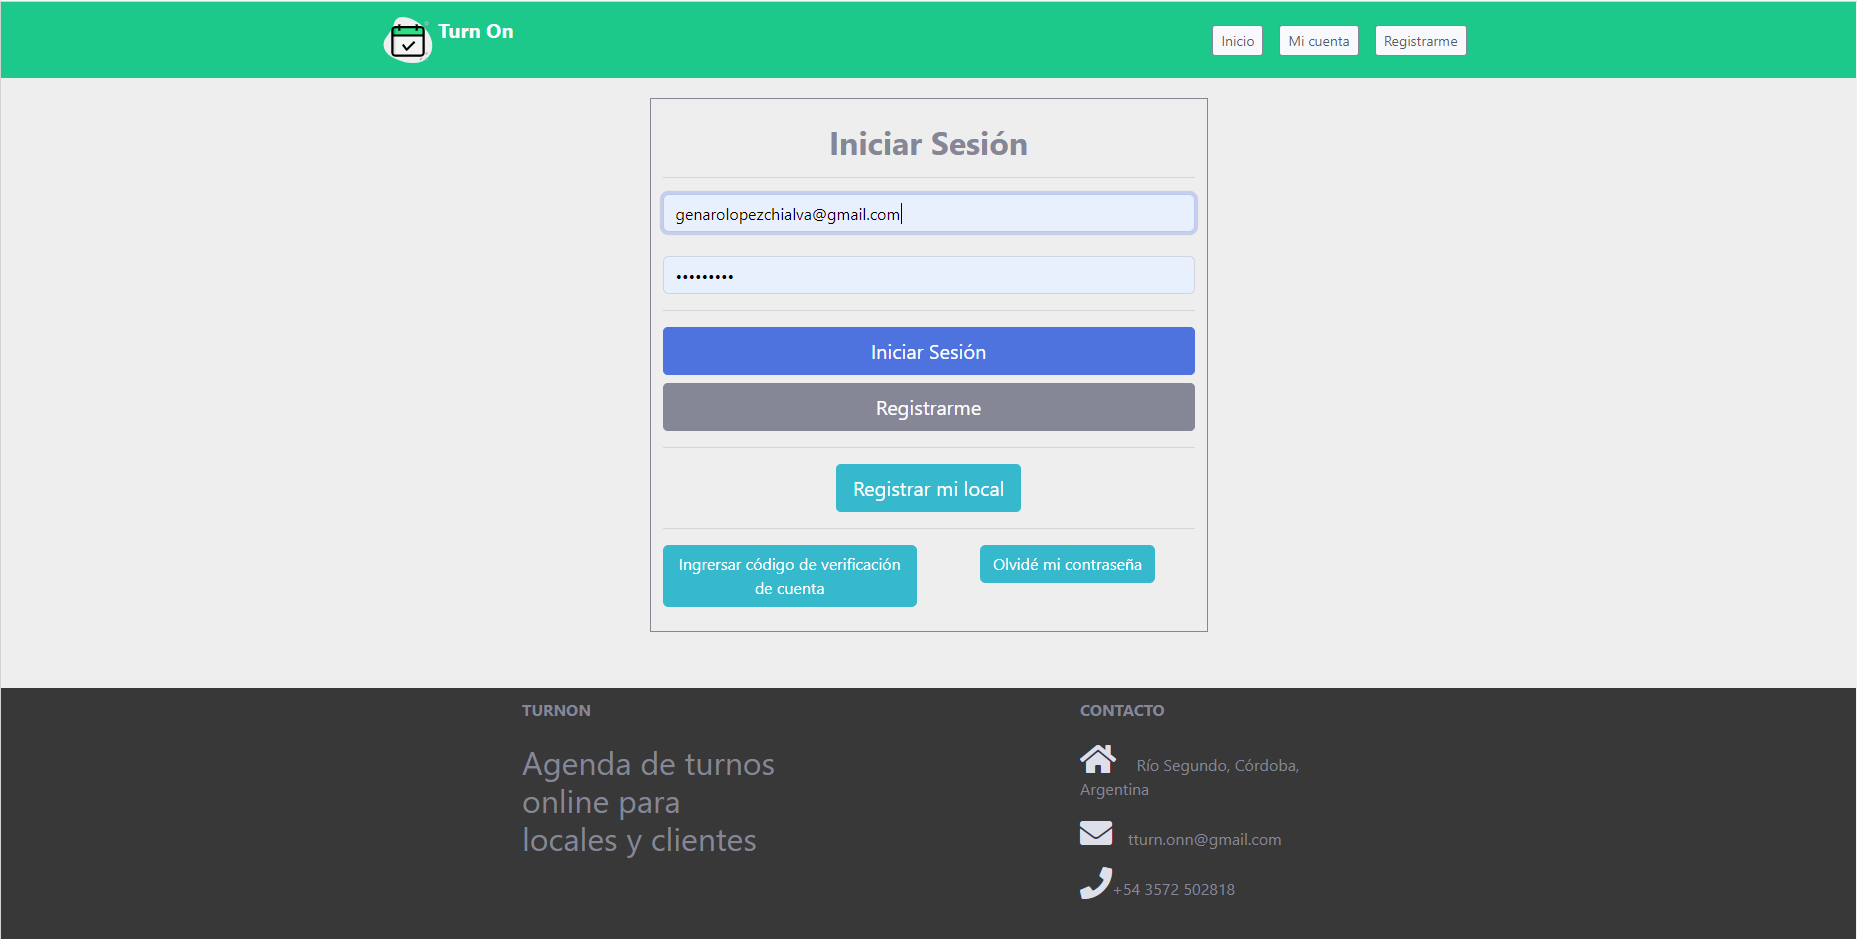 Turn On
Inicio
Mi cuenta
Registrarme
Iniciar Sesión
genarolopezchialva@gmail.com
•••••••••
Iniciar Sesión
Registrarme
Registrar mi local
Ingrersar código de verificación
de cuenta
Olvidé mi contraseña
TURNON
Agenda de turnos
online para
locales y clientes
CONTACTO
Río Segundo, Córdoba,
Argentina
tturn.onn@gmail.com
+54 3572 502818